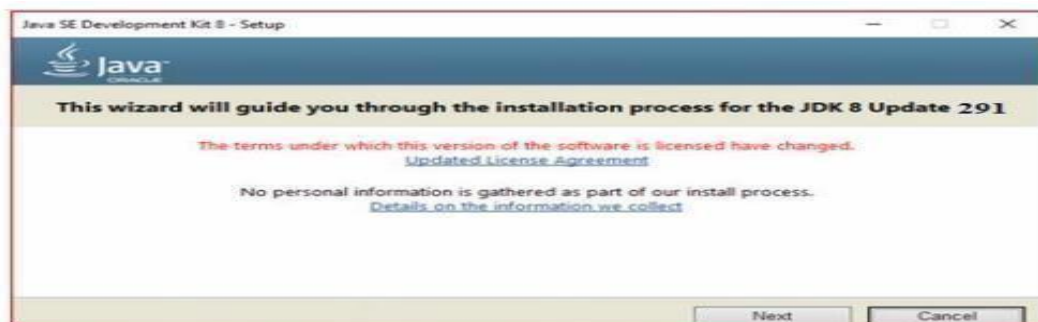 Java SE Development Kit 8 - Setup
Java
ORACLE
This wizard will guide you through the installation process for the JDK 8 Update 291
The terms under which this version of the software is licensed have changed.
Updated License Agreement
No personal information is gathered as part of our install process.
Details on the information we collect
Next
Cancel